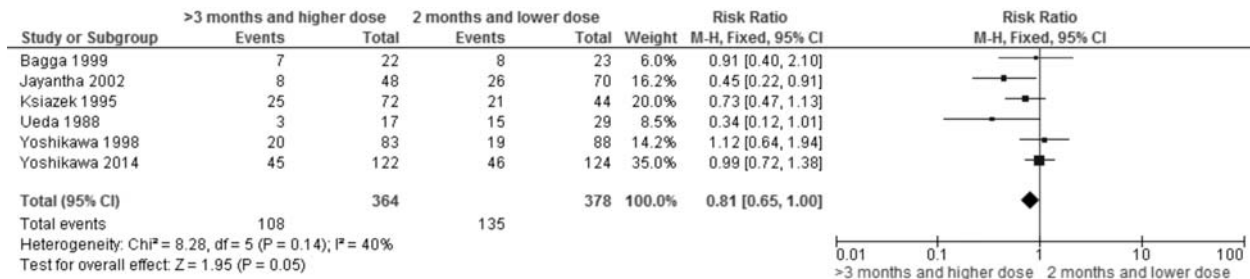 >3 months and higher dose 2 months and lower dose Risk Ratio Risk Ratio
Study or Subgroup Events Total Events Total Weight M-H, Fixed, 95% CI M-H, Fixed, 95% CI
Bagga 1999 7 22 8 23 6.0% 0.91 [0.40, 2.10]
Jayantha 2002 8 48 26 70 16.2% 0.45 [0.22, 0.91]
Ksiazek 1995 25 72 21 44 20.0% 0.73 [0.47, 1.13]
Ueda 1988 3 17 15 29 8.5% 0.34 [0.12, 1.01]
Yoshikawa 1998 20 83 19 88 14.2% 1.12 [0.64, 1.94]
Yoshikawa 2014 45 122 46 124 35.0% 0.99 [0.72, 1.38]
Total (95% CI) 364 378 100.0% 0.81 [0.65, 1.00]
Total events 108 135
Heterogeneity: Chi² = 8.28, df = 5 (P = 0.14); I² = 40%
Test for overall effect: Z = 1.95 (P = 0.05)
0.01 0.1 1 10 100
>3 months and higher dose 2 months and lower dose